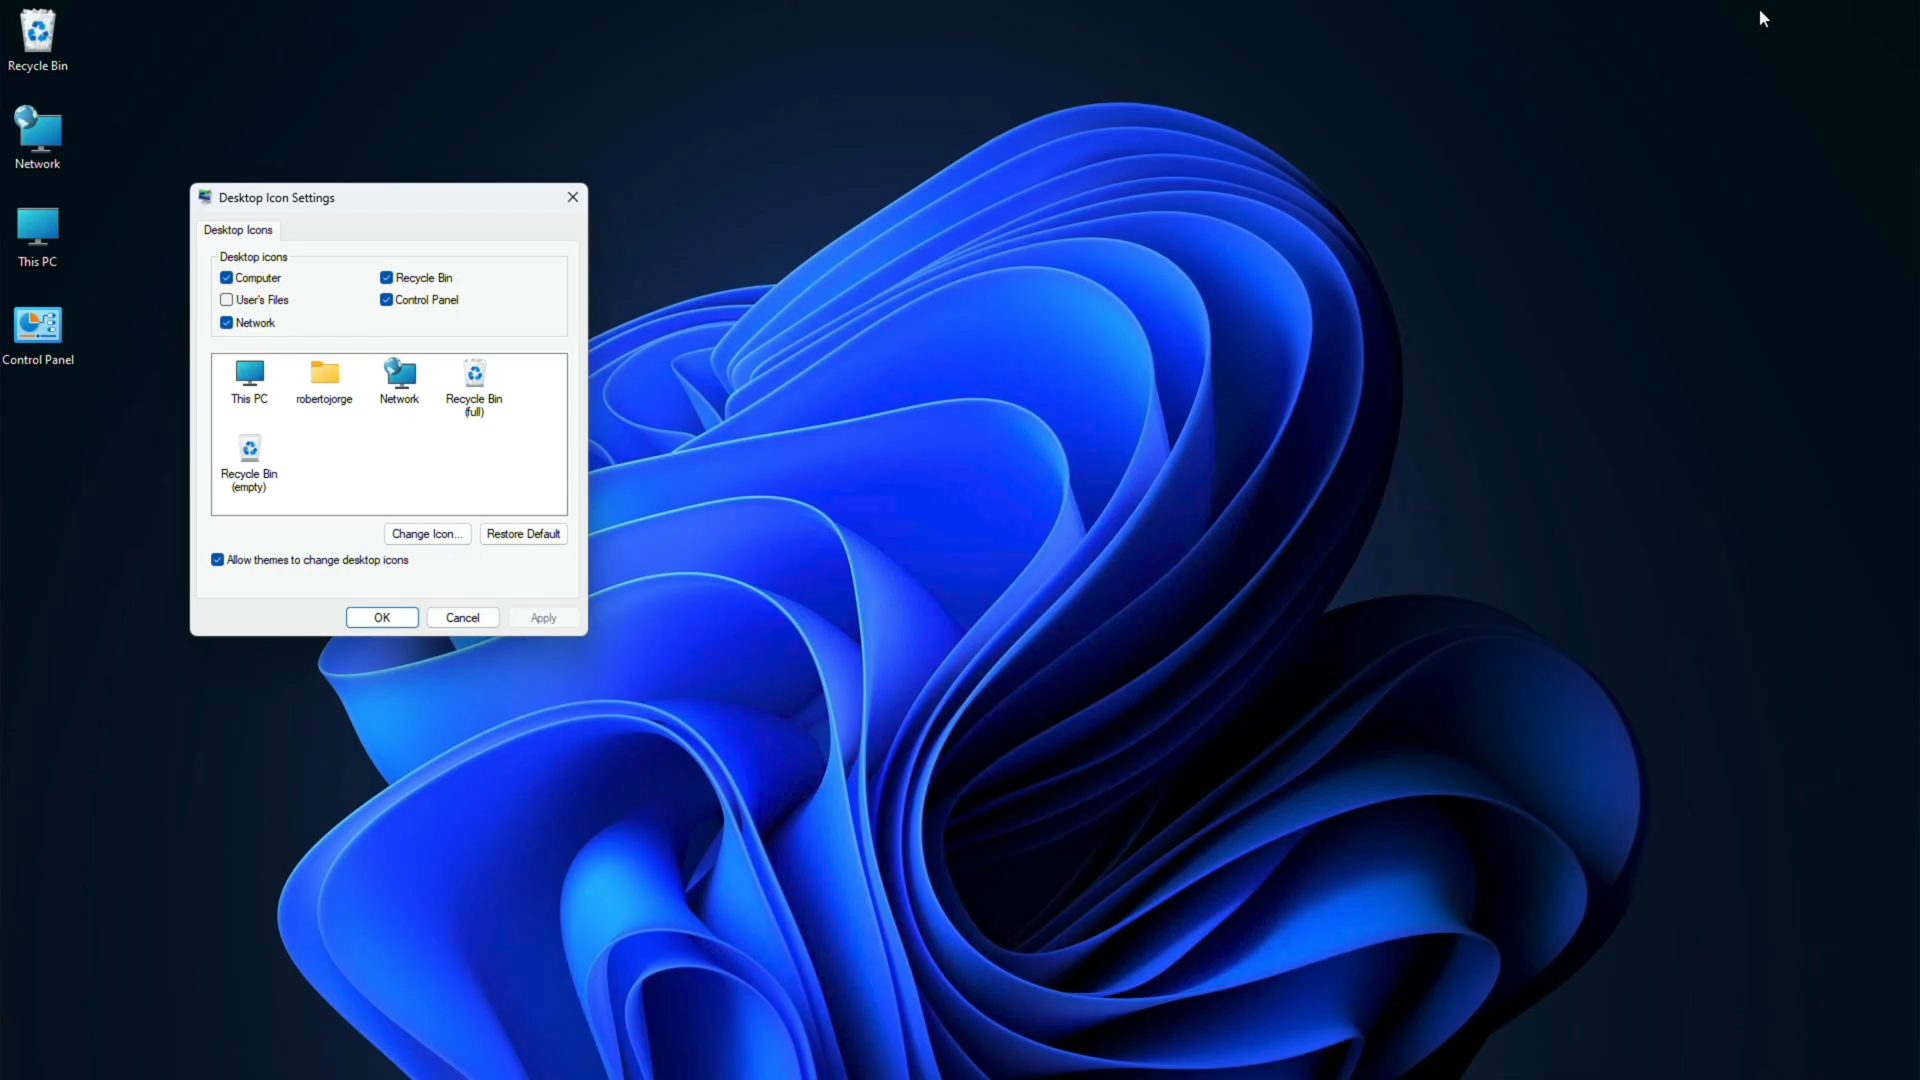 Recycle Bin
Network
This PC
Control Panel
Desktop Icon Settings
Desktop Icons
Desktop icons
Computer
Recycle Bin
User's Files
Control Panel
Network
This PC
robertojorge
Network
Recycle Bin
(full)
Recycle Bin
(empty)
Change Icon...
Restore Default
Allow themes to change desktop icons
OK
Cancel
Apply